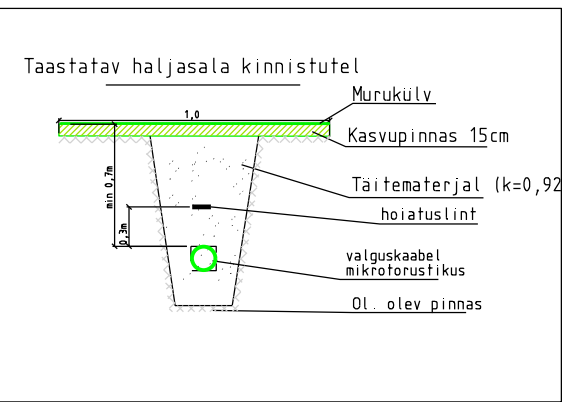 Taastatav haljasala kinnistutel
Murukülv
1,0
Kasvupinnas 15cm
min 0,7m
Täitematerjal (k=0,92
hoiatuslint
0,3m
valguskaabel
mikrotorustikus
Ol. olev pinnas